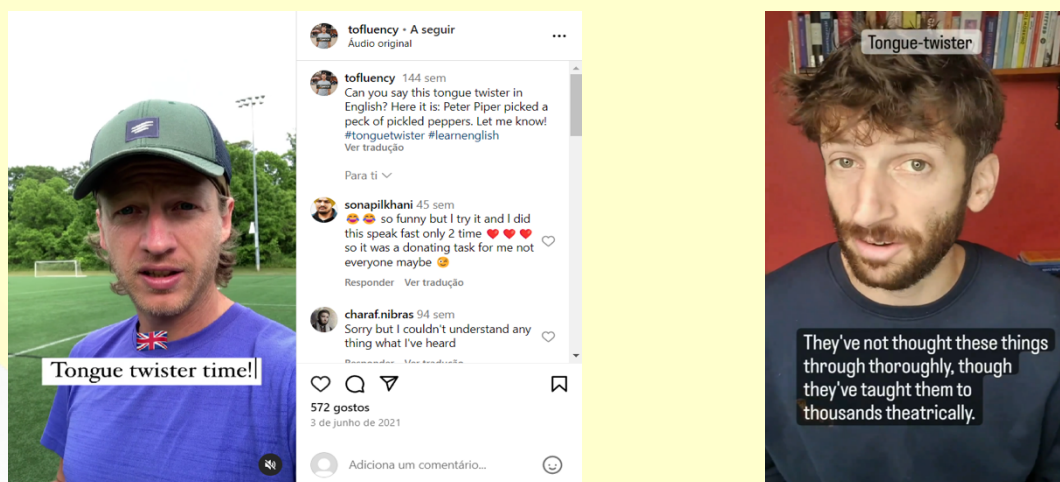 Tongue twister time!
tofluency • A seguir
Áudio original
tofluency 144 sem
Can you say this tongue twister in
English? Here it is: Peter Piper picked a
peck of pickled peppers. Let me know!
#tonguetwister #learnenglish
Ver tradução
Para ti
sonapilkhani 45 sem
😂 😂 so funny but I try it and I did
this speak fast only 2 time ❤️ ❤️ ❤️
so it was a donating task for me not
everyone maybe 🧐
Responder Ver tradução
charaf.nibras 94 sem
Sorry but I couldn't understand any
thing what I've heard
Responder Ver tradução
572 gostos
3 de junho de 2021
Adiciona um comentário...
Tongue-twister
They've not thought these things
through thoroughly, though
they've taught them to
thousands theatrically.